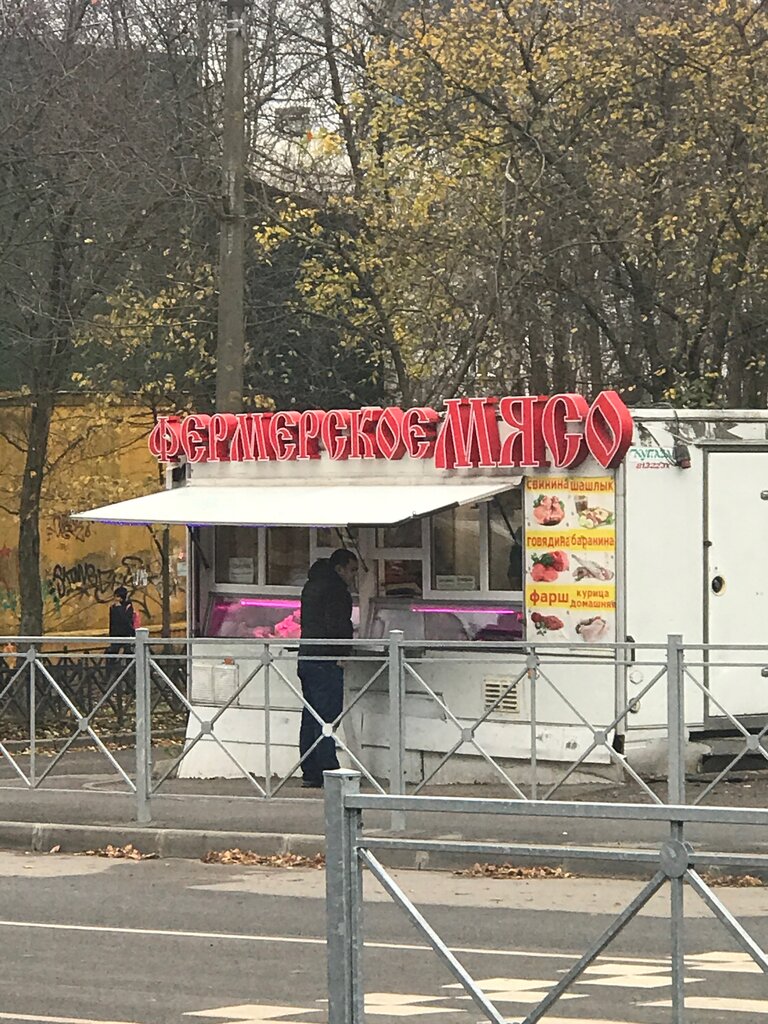 ФЕРМЕРСКОЕ МЯСО
свинина шашлык
говядина баранина
фарш курица домашняя